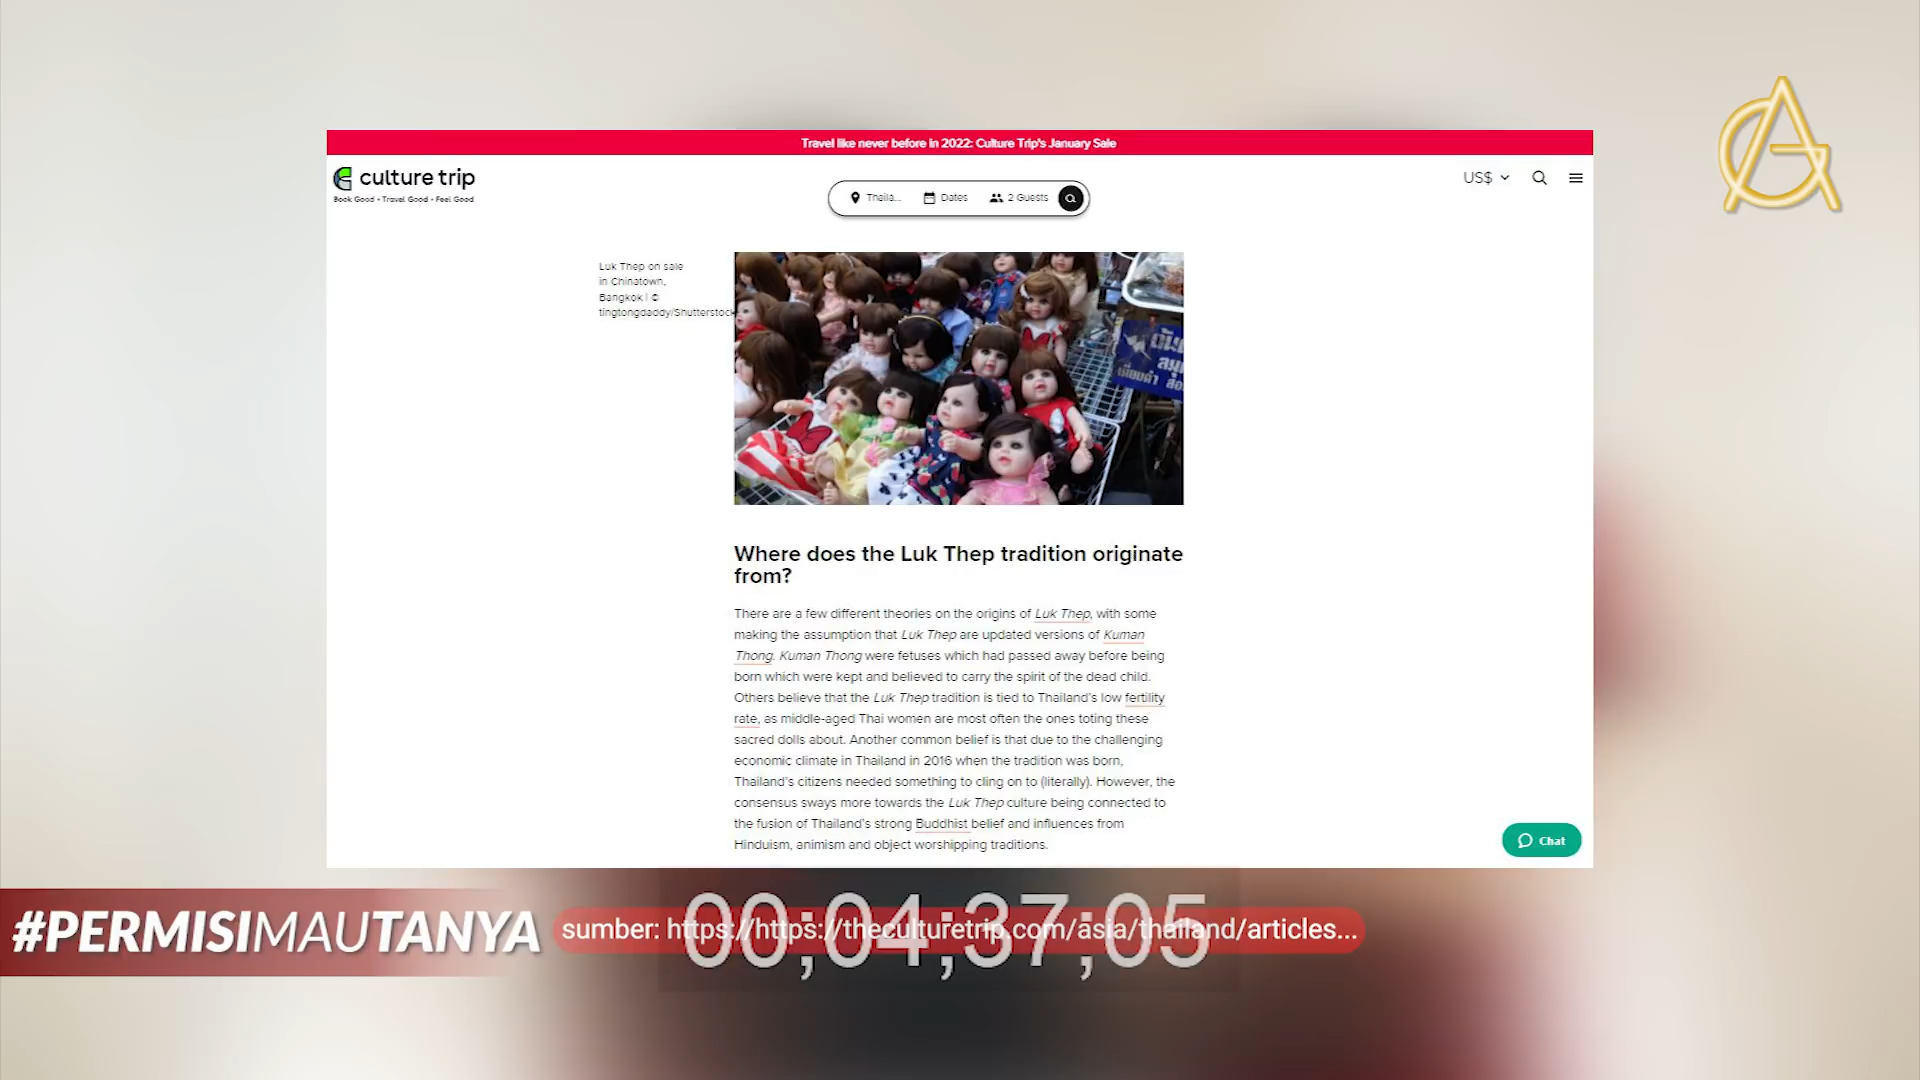 Travel like never before in 2022: Culture Trip's January Sale
culture trip
Book Good • Travel Good • Feel Good
Thaila...
Dates
2 Guests
US$
Luk Thep on sale
in Chinatown,
Bangkok | ©
tingtongdaddy/Shutterstock
Where does the Luk Thep tradition originate
from?
There are a few different theories on the origins of Luk Thep, with some
making the assumption that Luk Thep are updated versions of Kuman
Thong. Kuman Thong were fetuses which had passed away before being
born which were kept and believed to carry the spirit of the dead child.
Others believe that the Luk Thep tradition is tied to Thailand's low fertility
rate, as middle-aged Thai women are most often the ones toting these
sacred dolls about. Another common belief is that due to the challenging
economic climate in Thailand in 2016 when the tradition was born,
Thailand's citizens needed something to cling on to (literally). However, the
consensus sways more towards the Luk Thep culture being connected to
the fusion of Thailand's strong Buddhist belief and influences from
Hinduism, animism and object worshipping traditions.
Chat
#PERMISIMAUTANYA
sumber: https://https://theculturetrip.com/asia/thailand/articles...
00;04;37;05